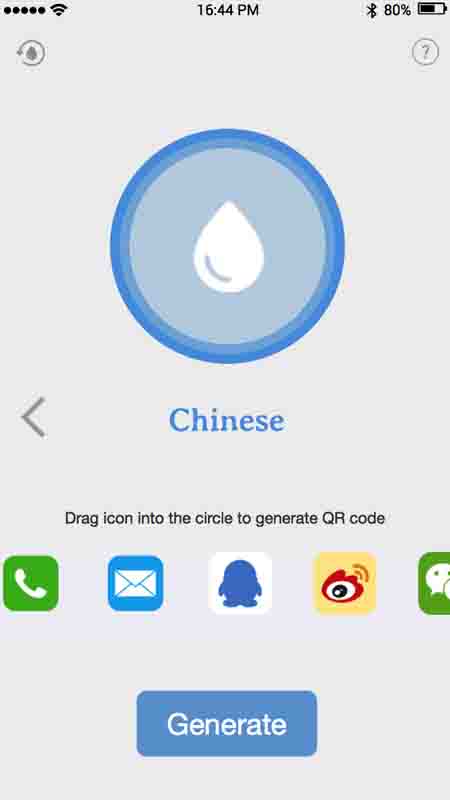 16:44 PM
80%
?
Chinese
Drag icon into the circle to generate QR code
Generate